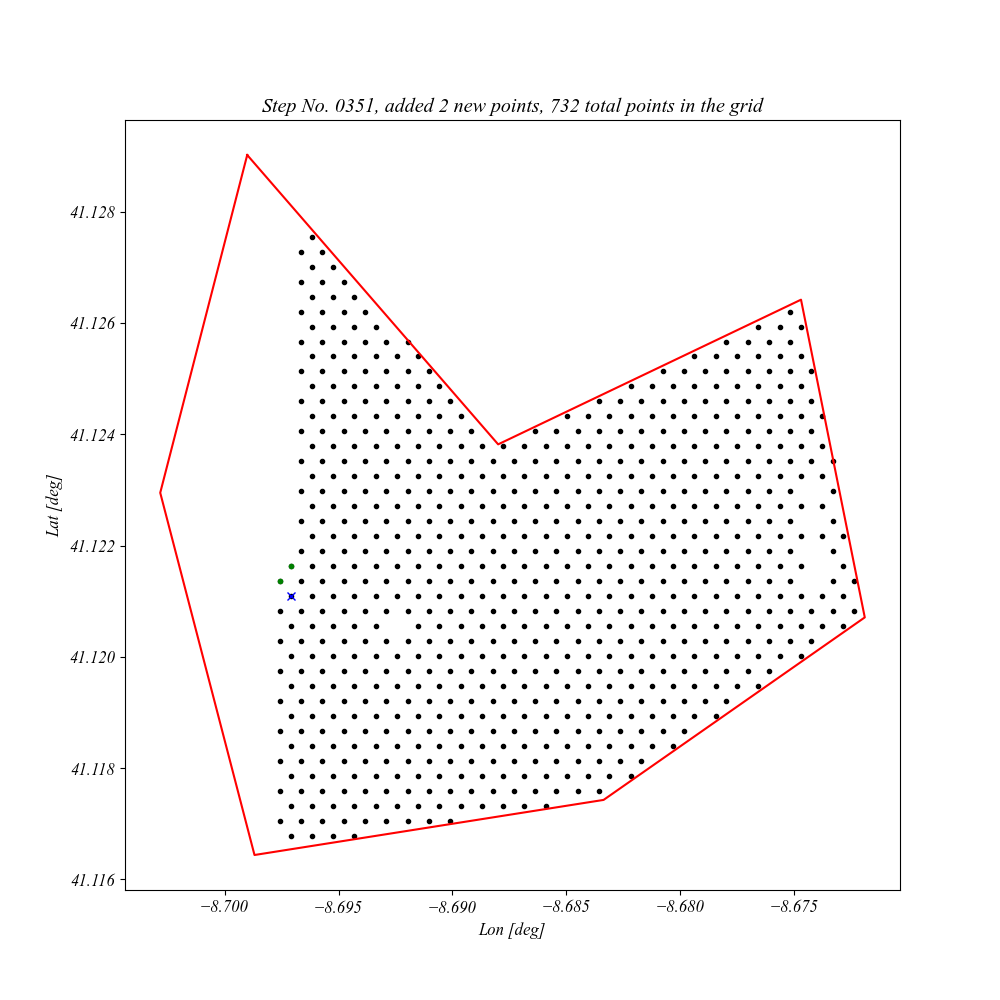 Step No. 0351, added 2 new points, 732 total points in the grid
41.128
41.126
41.124
41.122
41.120
41.118
41.116
Lat [deg]
−8.700 −8.695 −8.690 −8.685 −8.680 −8.675
Lon [deg]